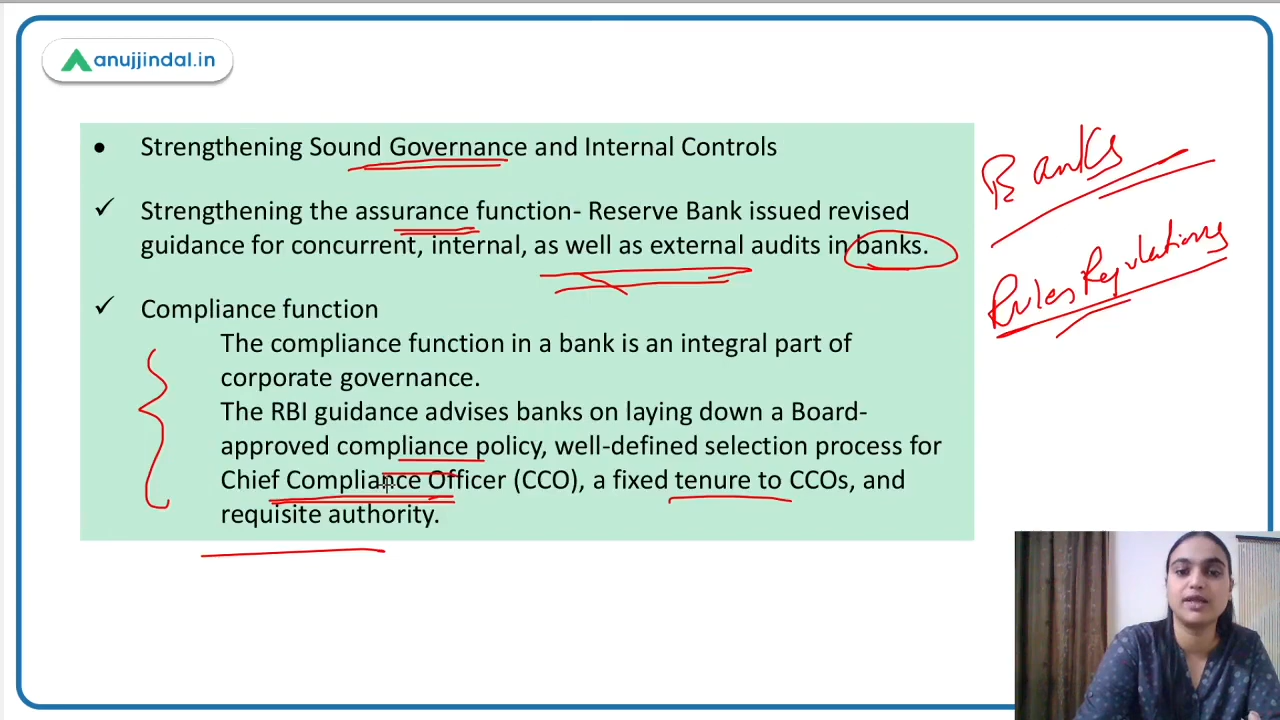 anujjindal.in
• Strengthening Sound Governance and Internal Controls
✓ Strengthening the assurance function- Reserve Bank issued revised
guidance for concurrent, internal, as well as external audits in banks.
✓ Compliance function
The compliance function in a bank is an integral part of
corporate governance.
The RBI guidance advises banks on laying down a Board-
approved compliance policy, well-defined selection process for
Chief Compliance Officer (CCO), a fixed tenure to CCOs, and
requisite authority.
Banks
Rules Regulations